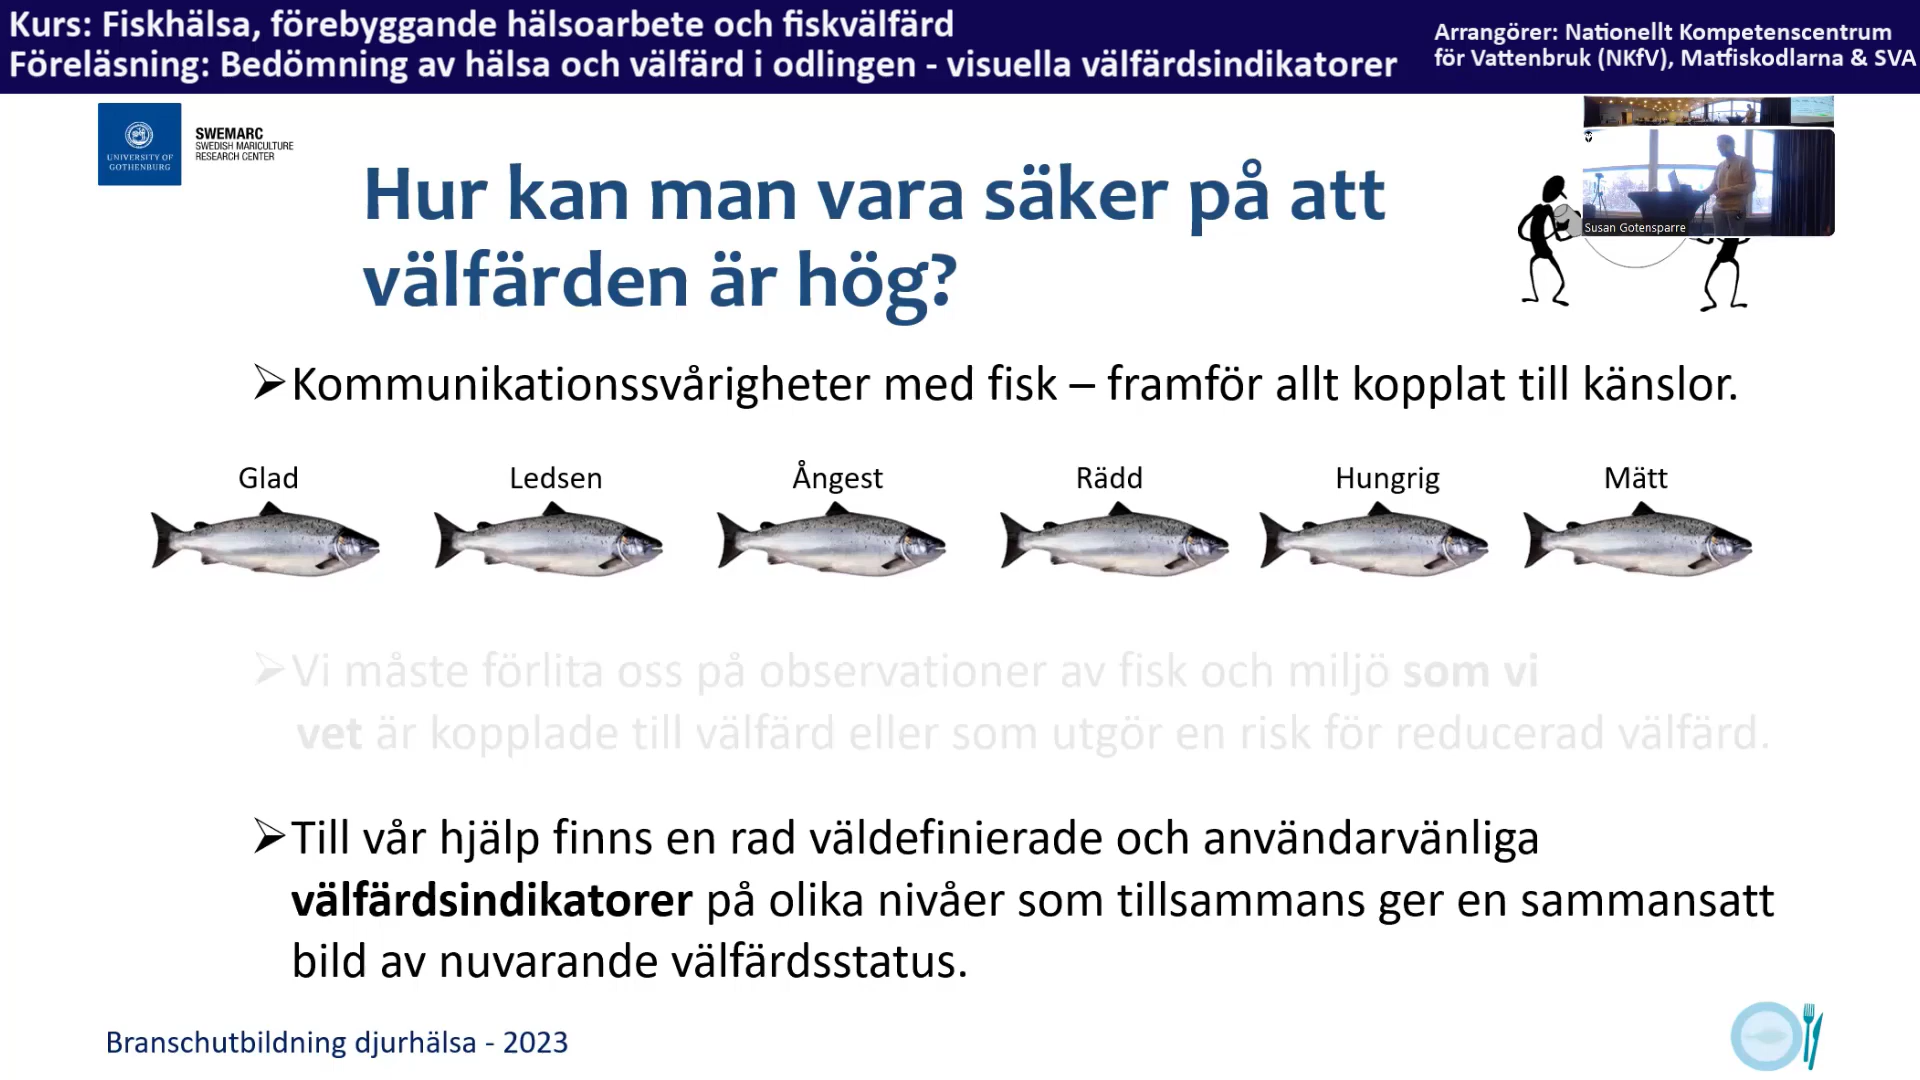 Kurs: Fiskhälsa, förebyggande hälsoarbete och fiskvälfärd
Föreläsning: Bedömning av hälsa och välfärd i odlingen - visuella välfärdsindikatorer
Arrangörer: Nationellt Kompetenscentrum
för Vattenbruk (NKfV), Matfiskodlarna & SVA
UNIVERSITY OF
GOTHENBURG
SWEMARC
SWEDISH MARICULTURE
RESEARCH CENTER
Susan Gotensparre
Hur kan man vara säker på att
välfärden är hög?
➢Kommunikationssvårigheter med fisk – framför allt kopplat till känslor.
Glad Ledsen Ångest Rädd Hungrig Mätt
➢Vi måste förlita oss på observationer av fisk och miljö som vi
vet är kopplade till välfärd eller som utgör en risk för reducerad välfärd.
➢Till vår hjälp finns en rad väldefinierade och användarvänliga
välfärdsindikatorer på olika nivåer som tillsammans ger en sammansatt
bild av nuvarande välfärdsstatus.
Branschutbildning djurhälsa - 2023